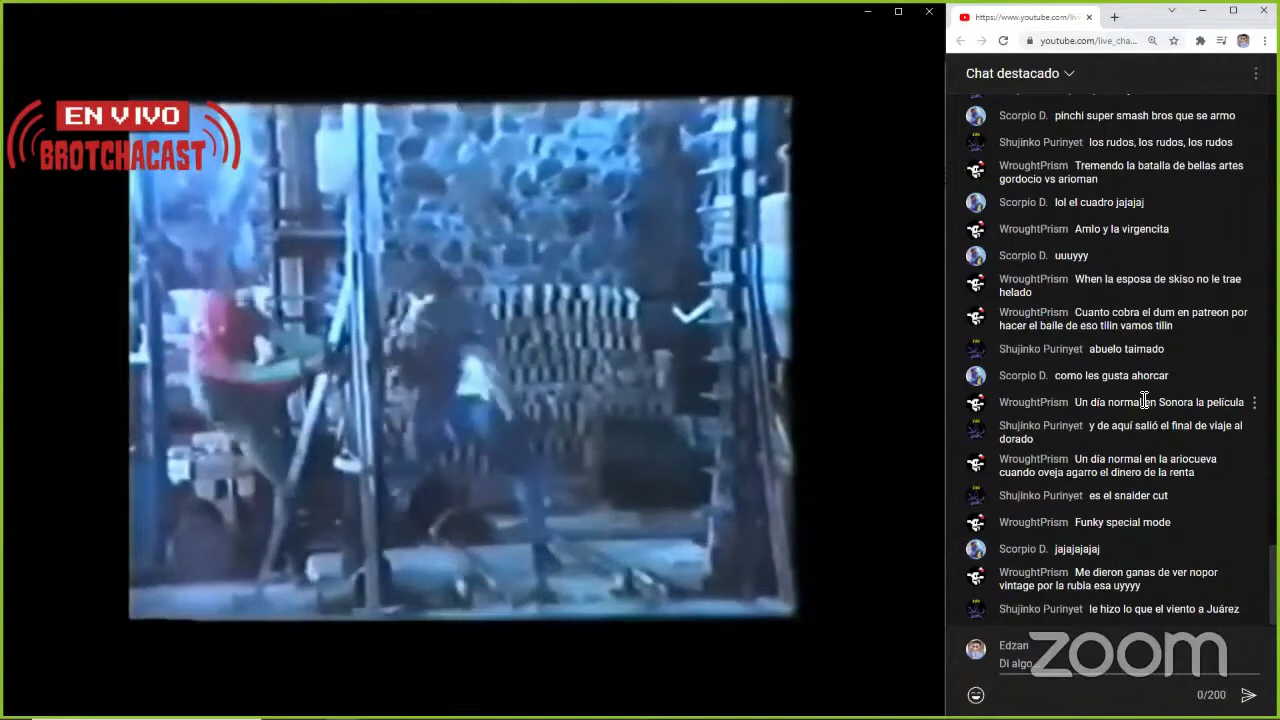 EN VIVO
BROTCHACAST
https://www.youtube.com/liv
youtube.com/live_cha...
Chat destacado
Scorpio D. pinchi super smash bros que se armo
Shujinko Purinyet los rudos, los rudos, los rudos
WroughtPrism Tremendo la batalla de bellas artes
gordocio vs arioman
Scorpio D. lol el cuadro jajajaj
WroughtPrism Amlo y la virgencita
Scorpio D. uuuyyy
WroughtPrism When la esposa de skiso no le trae
helado
WroughtPrism Cuanto cobra el dum en patreon por
hacer el baile de eso tilin vamos tilin
Shujinko Purinyet abuelo taimado
Scorpio D. como les gusta ahorcar
WroughtPrism Un día normal en Sonora la película
Shujinko Purinyet y de aquí salió el final de viaje al
dorado
WroughtPrism Un día normal en la ariocueva
cuando oveja agarro el dinero de la renta
Shujinko Purinyet es el snaider cut
WroughtPrism Funky special mode
Scorpio D. jajajajajaj
WroughtPrism Me dieron ganas de ver nopor
vintage por la rubia esa uyyyy
Shujinko Purinyet le hizo lo que el viento a Juárez
Edzan
Di algo...
zoom
0/200